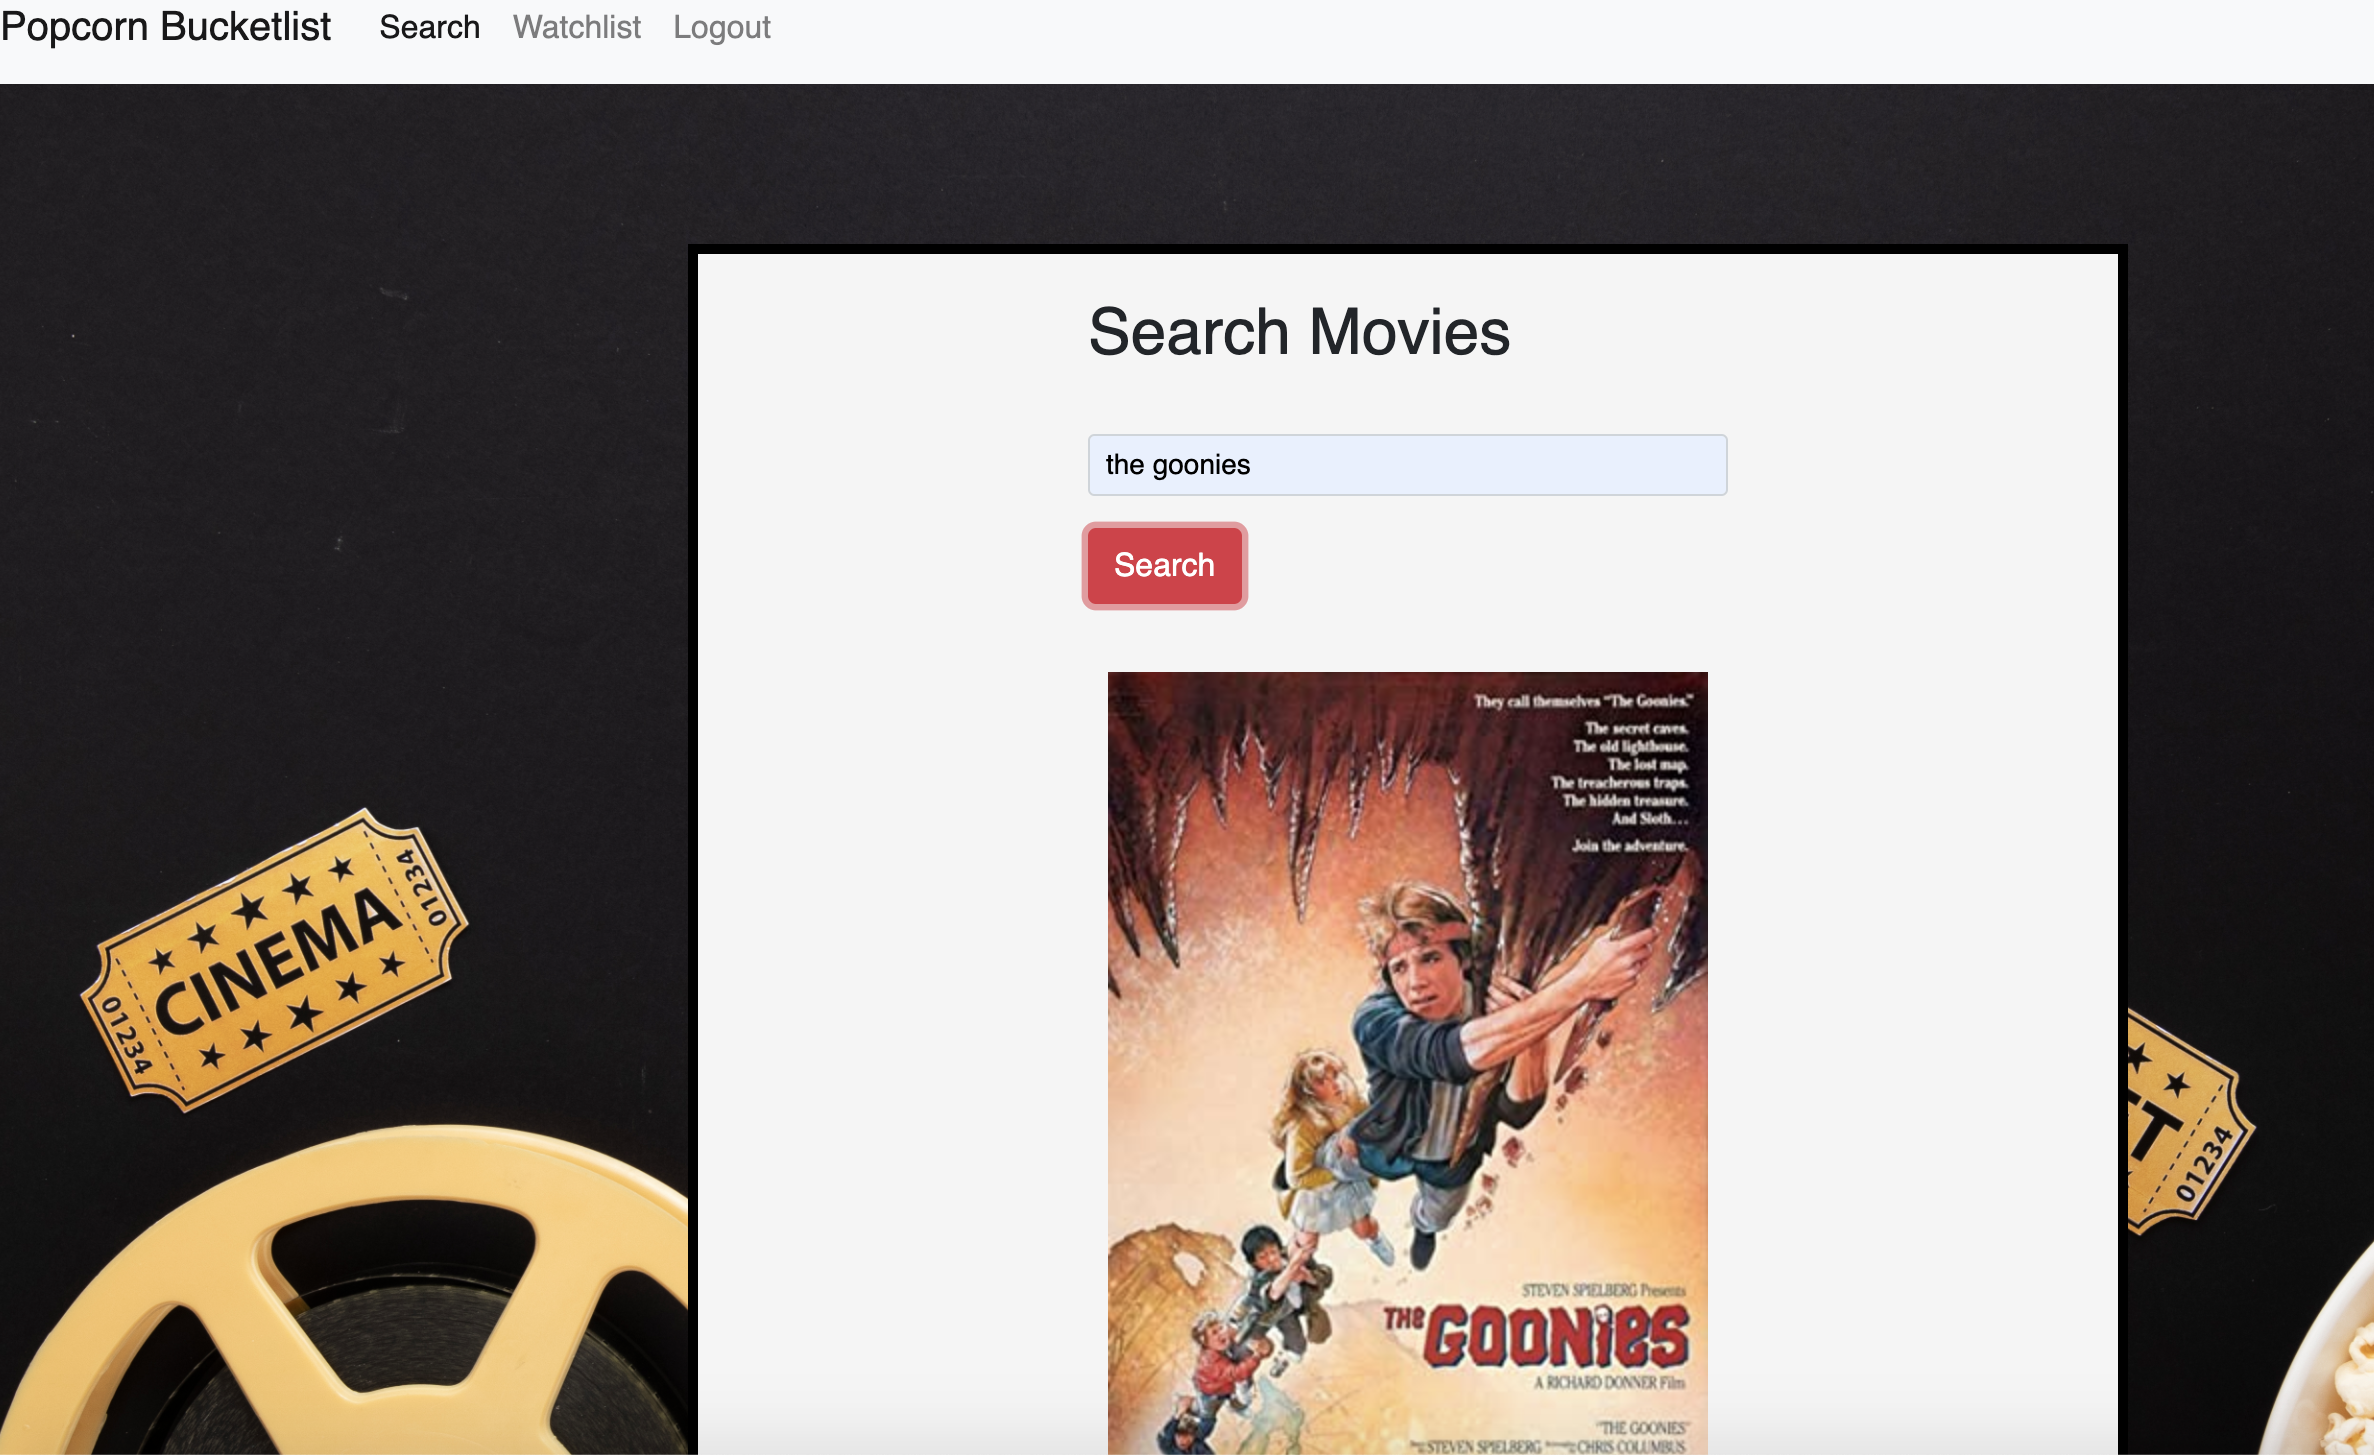 Popcorn Bucketlist Search Watchlist Logout
Search Movies
the goonies
Search
They call themselves "The Goonies."
The secret caves.
The old lighthouse.
The lost map.
The treacherous traps.
The hidden treasure.
And Sloth...
Join the adventure.
01234
CINEMA
01234
T
01234
STEVEN SPIELBERG Presents
THE GOONIES
A RICHARD DONNER Film
"THE GOONIES"
STEVEN SPIELBERG CHRIS COLUMBUS